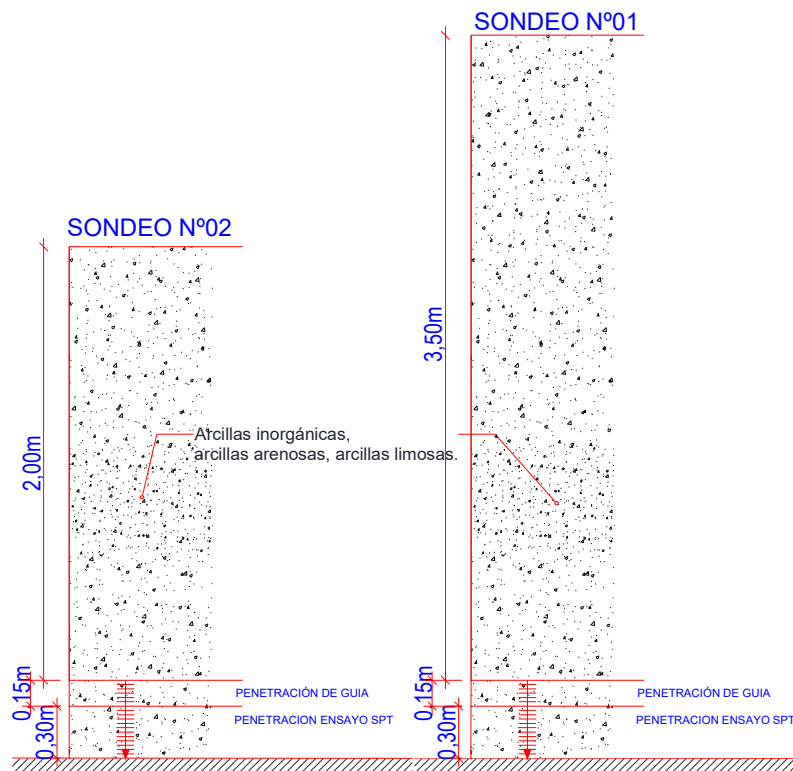 SONDEO Nº01
SONDEO Nº02
3,50m
2,00m
Arcillas inorgánicas,
arcillas arenosas, arcillas limosas.
0,15m
PENETRACIÓN DE GUIA
0,15m
PENETRACIÓN DE GUIA
0,30m
PENETRACION ENSAYO SPT
0,30m
PENETRACION ENSAYO SPT